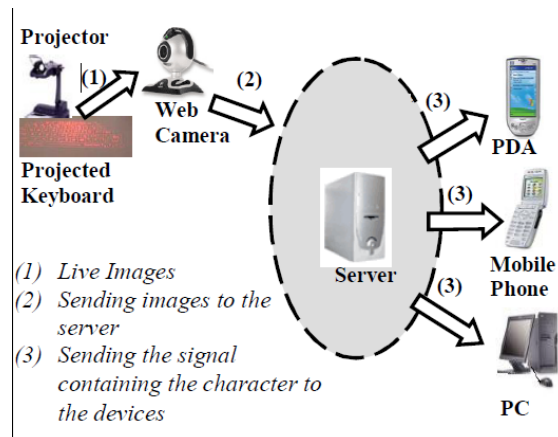 Projector
(1)
(2)
Web
Camera
Projected
Keyboard
(3)
PDA
(3)
Server
Mobile
Phone
(3)
PC
(1) Live Images
(2) Sending images to the
server
(3) Sending the signal
containing the character to
the devices